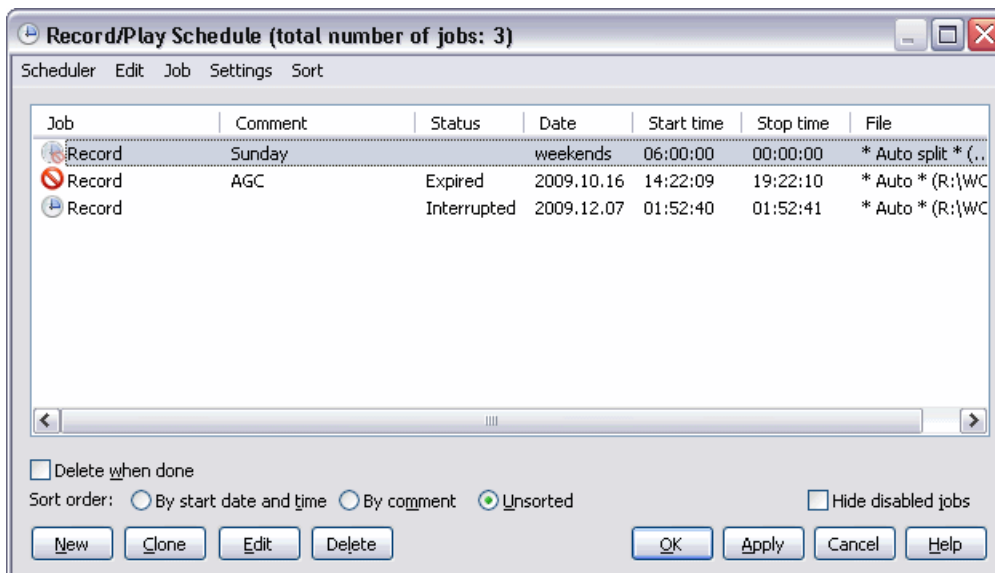 Record/Play Schedule (total number of jobs: 3)
Scheduler Edit Job Settings Sort
Job Comment Status Date Start time Stop time File
Record Sunday weekends 06:00:00 00:00:00 * Auto split * (..
Record AGC Expired 2009.10.16 14:22:09 19:22:10 * Auto * (R:\WC
Record Interrupted 2009.12.07 01:52:40 01:52:41 * Auto * (R:\WC
Delete when done
Sort order: By start date and time By comment Unsorted Hide disabled jobs
New Clone Edit Delete OK Apply Cancel Help